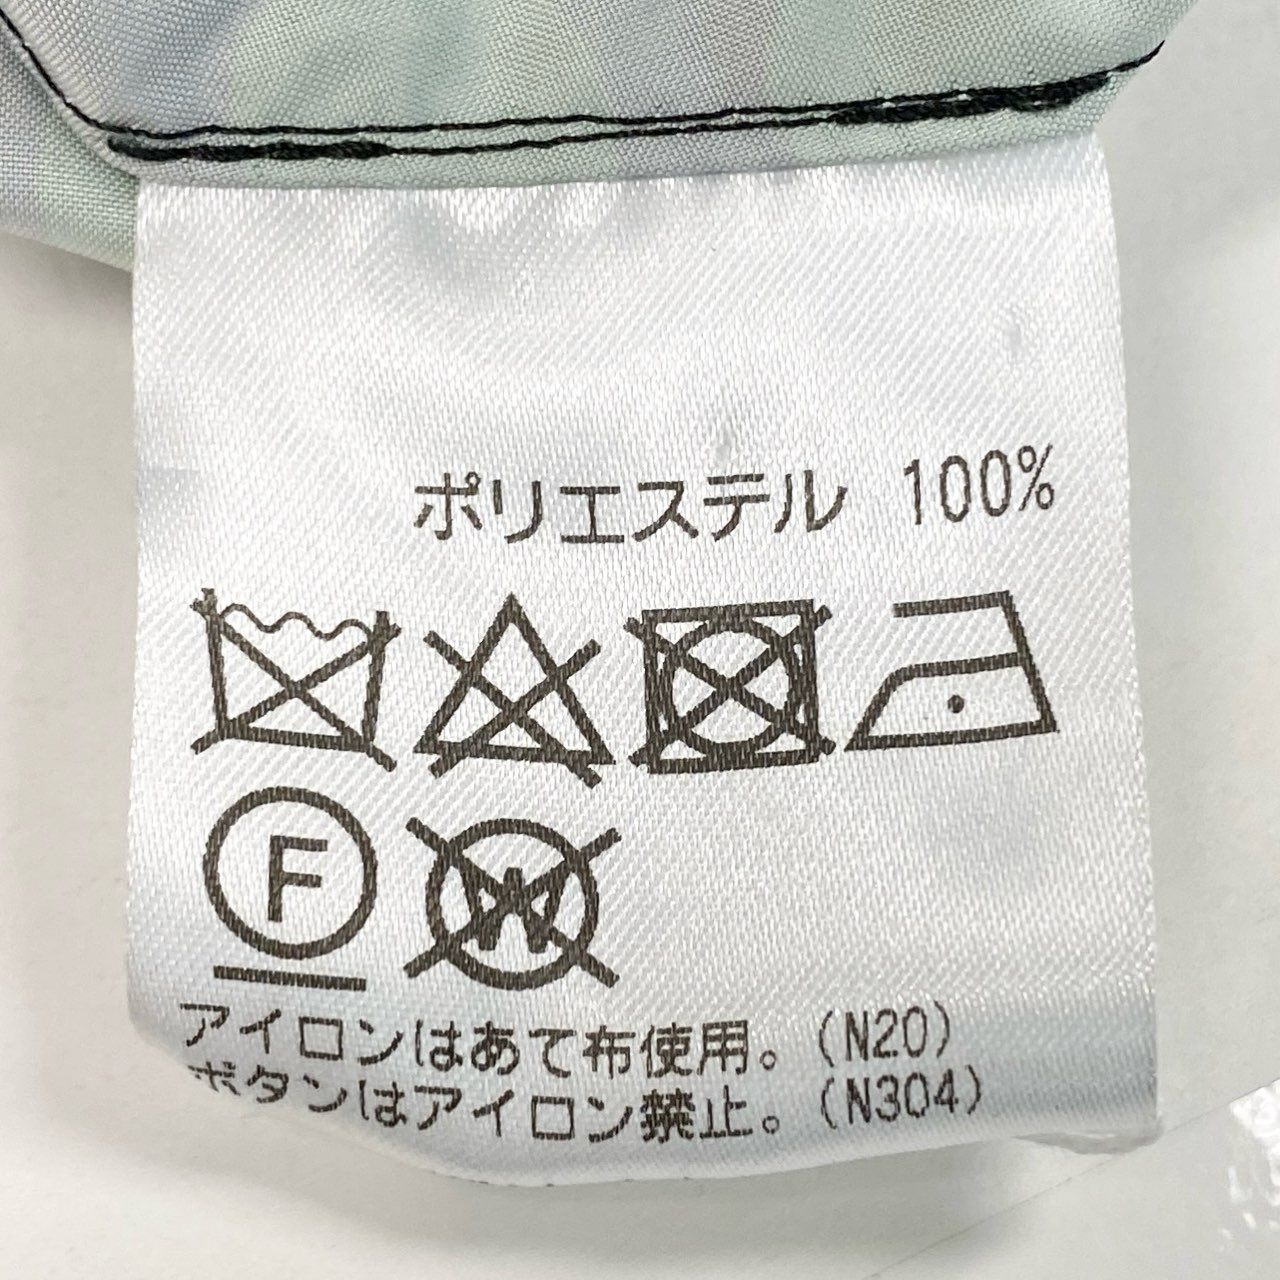 ポリエステル 100%
F
W
アイロンはあて布使用。(N20)
ボタンはアイロン禁止。(N304)